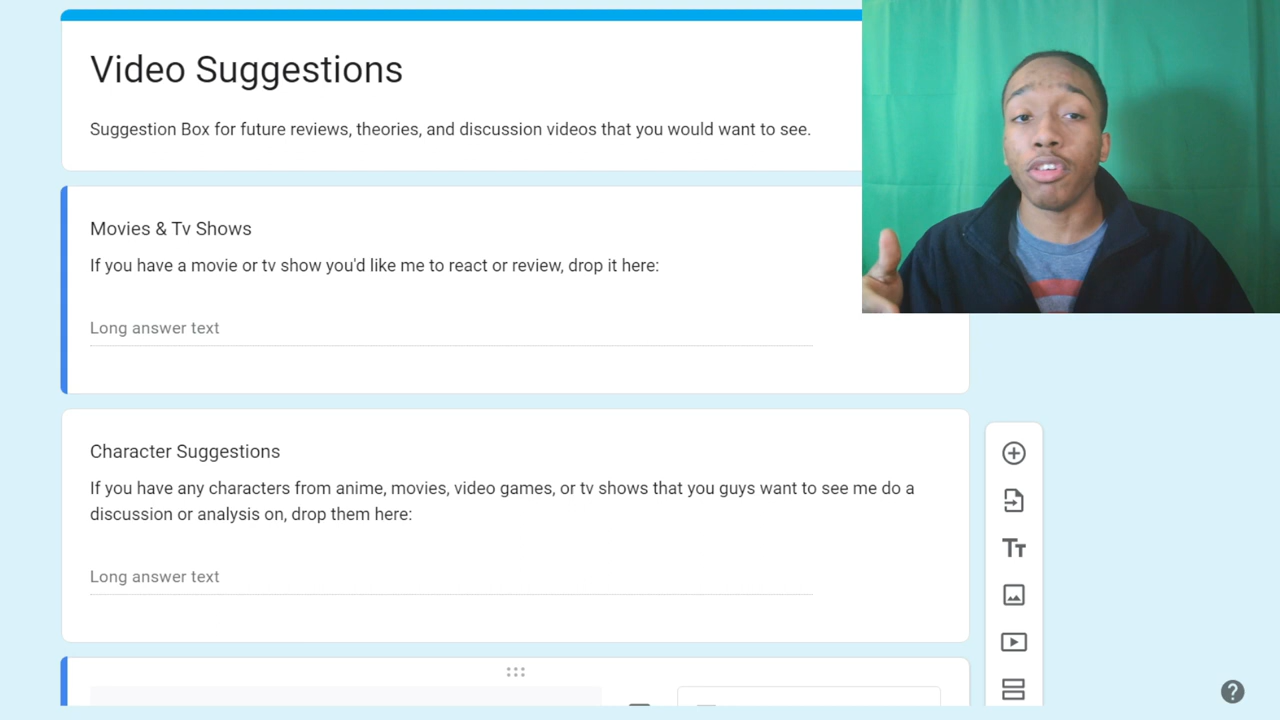 Video Suggestions
Suggestion Box for future reviews, theories, and discussion videos that you would want to see.
Movies & Tv Shows
If you have a movie or tv show you'd like me to react or review, drop it here:
Long answer text
Character Suggestions
If you have any characters from anime, movies, video games, or tv shows that you guys want to see me do a
discussion or analysis on, drop them here:
Long answer text